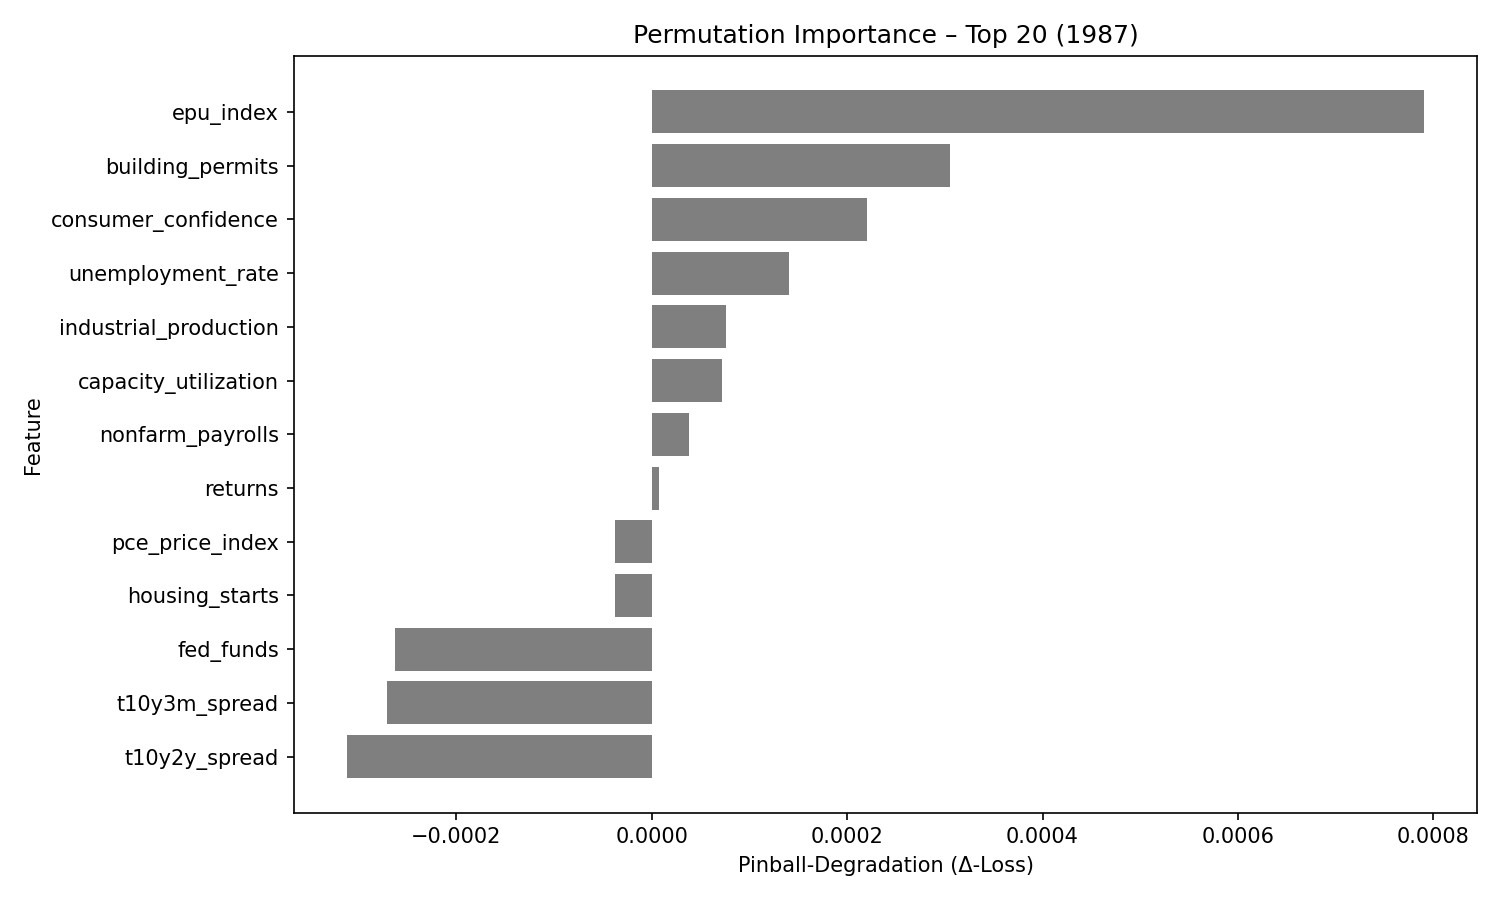 Permutation Importance – Top 20 (1987)
Feature
epu_index
building_permits
consumer_confidence
unemployment_rate
industrial_production
capacity_utilization
nonfarm_payrolls
returns
pce_price_index
housing_starts
fed_funds
t10y3m_spread
t10y2y_spread
−0.0002 0.0000 0.0002 0.0004 0.0006 0.0008
Pinball-Degradation (Δ-Loss)